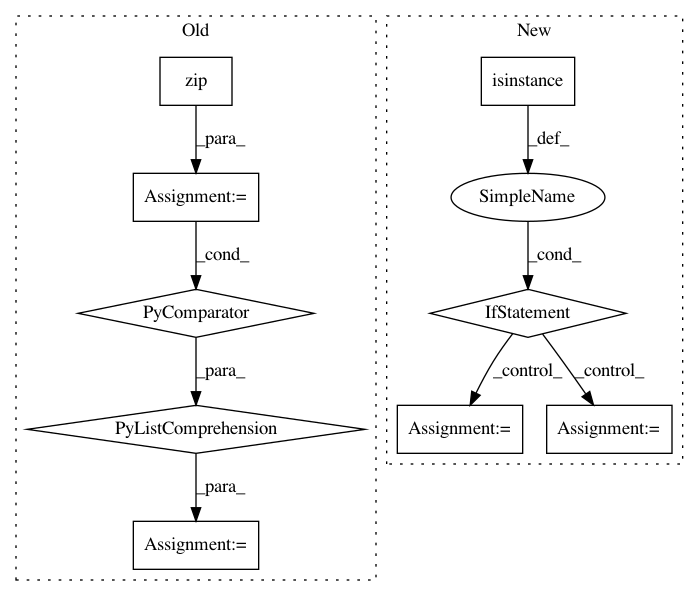 Old
zip
_para_
Assignment:=
_cond_
PyComparator
_para_
PyListComprehension
_para_
Assignment:=
New
isinstance
_def_
SimpleName
_cond_
IfStatement
_control_
_control_
Assignment:=
Assignment:=